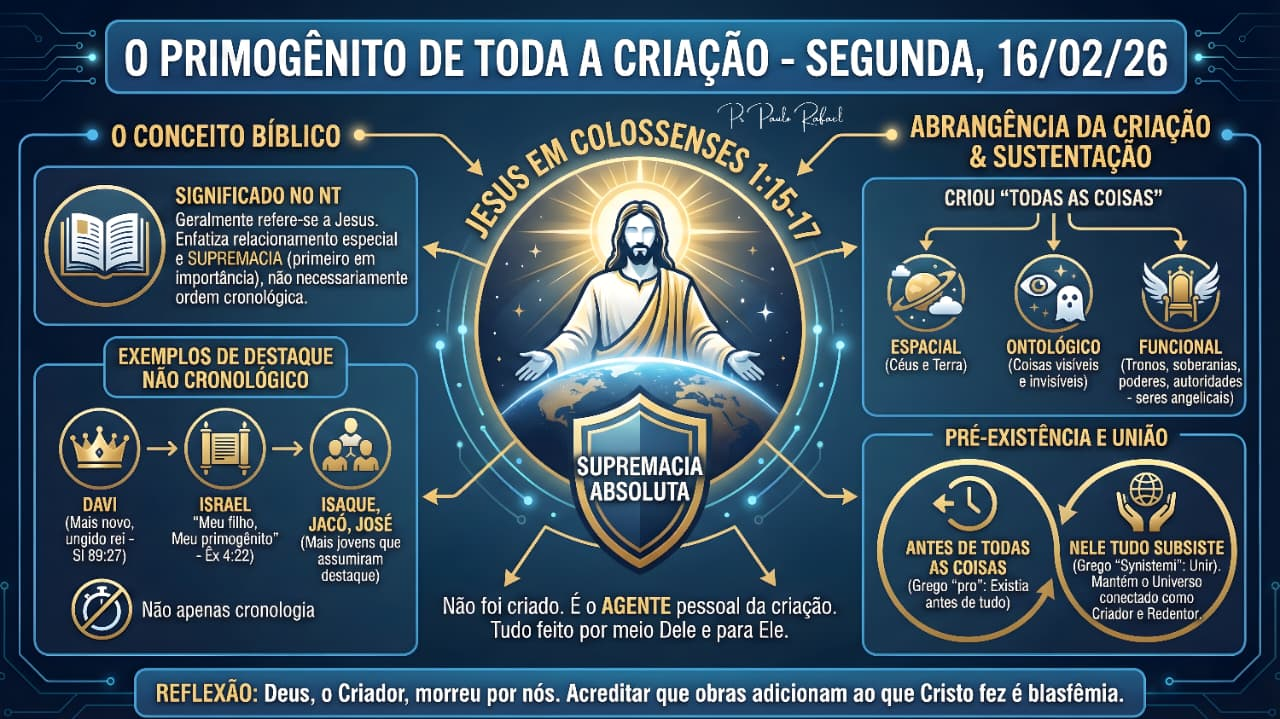 O PRIMOGÊNITO DE TODA A CRIAÇÃO - SEGUNDA, 16/02/26
Pr. Paulo Rafael
O CONCEITO BÍBLICO
SIGNIFICADO NO NT
Geralmente refere-se a Jesus.
Enfatiza relacionamento especial
e SUPREMACIA (primeiro em
importância), não necessariamente
ordem cronológica.
EXEMPLOS DE DESTAQUE
NÃO CRONOLÓGICO
DAVI
(Mais novo,
ungido rei -
Sl 89:27)
ISRAEL
"Meu filho,
Meu primogênito"
- Êx 4:22)
ISAQUE,
JACÓ, JOSÉ
(Mais jovens que
assumiram
destaque)
Não apenas cronologia
JESUS EM COLOSSENSES 1:15-17
SUPREMACIA
ABSOLUTA
Não foi criado. É o AGENTE pessoal da criação.
Tudo feito por meio Dele e para Ele.
ABRANGÊNCIA DA CRIAÇÃO
& SUSTENTAÇÃO
CRIOU "TODAS AS COISAS"
ESPACIAL
(Céus e Terra)
ONTOLÓGICO
(Coisas visíveis
e invisíveis)
FUNCIONAL
(Tronos, soberanias,
poderes, autoridades
- seres angelicais)
PRÉ-EXISTÊNCIA E UNIÃO
ANTES DE TODAS
AS COISAS
(Grego "pro": Existia
antes de tudo)
NELE TUDO SUBSISTE
(Grego "Synistemi": Unir).
Mantém o Universo
conectado como
Criador e Redentor.
REFLEXÃO: Deus, o Criador, morreu por nós. Acreditar que obras adicionam ao que Cristo fez é blasfêmia.